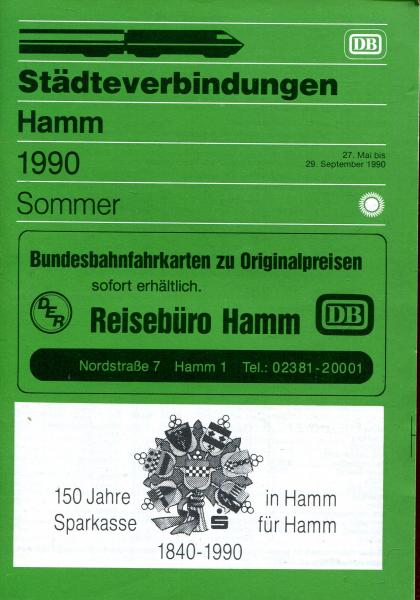 DB
Städteverbindungen
Hamm
1990
27. Mai bis
29. September 1990
Sommer
Bundesbahnfahrkarten zu Originalpreisen
sofort erhältlich.
DER
Reisebüro Hamm
DB
Nordstraße 7 Hamm 1 Tel.: 02381-20001
150 Jahre in Hamm
Sparkasse für Hamm
1840-1990